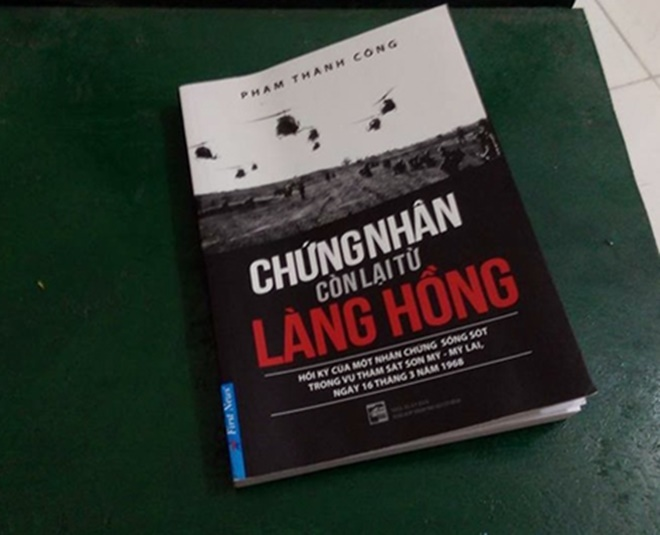 PHẠM THÀNH CÔNG
CHỨNG NHÂN
CÒN LẠI TỪ
LÀNG HỒNG
HỒI KÝ CỦA MỘT NHÂN CHỨNG SỐNG SÓT
TRONG VỤ THẢM SÁT SƠN MỸ - MỸ LAI,
NGÀY 16 THÁNG 3 NĂM 1968
First News